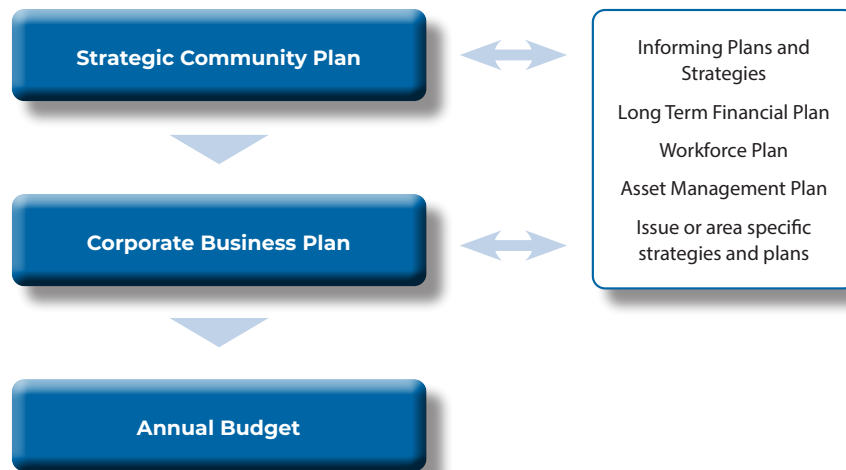 Strategic Community Plan
Informing Plans and
Strategies
Long Term Financial Plan
Workforce Plan
Asset Management Plan
Issue or area specific
strategies and plans
Corporate Business Plan
Annual Budget